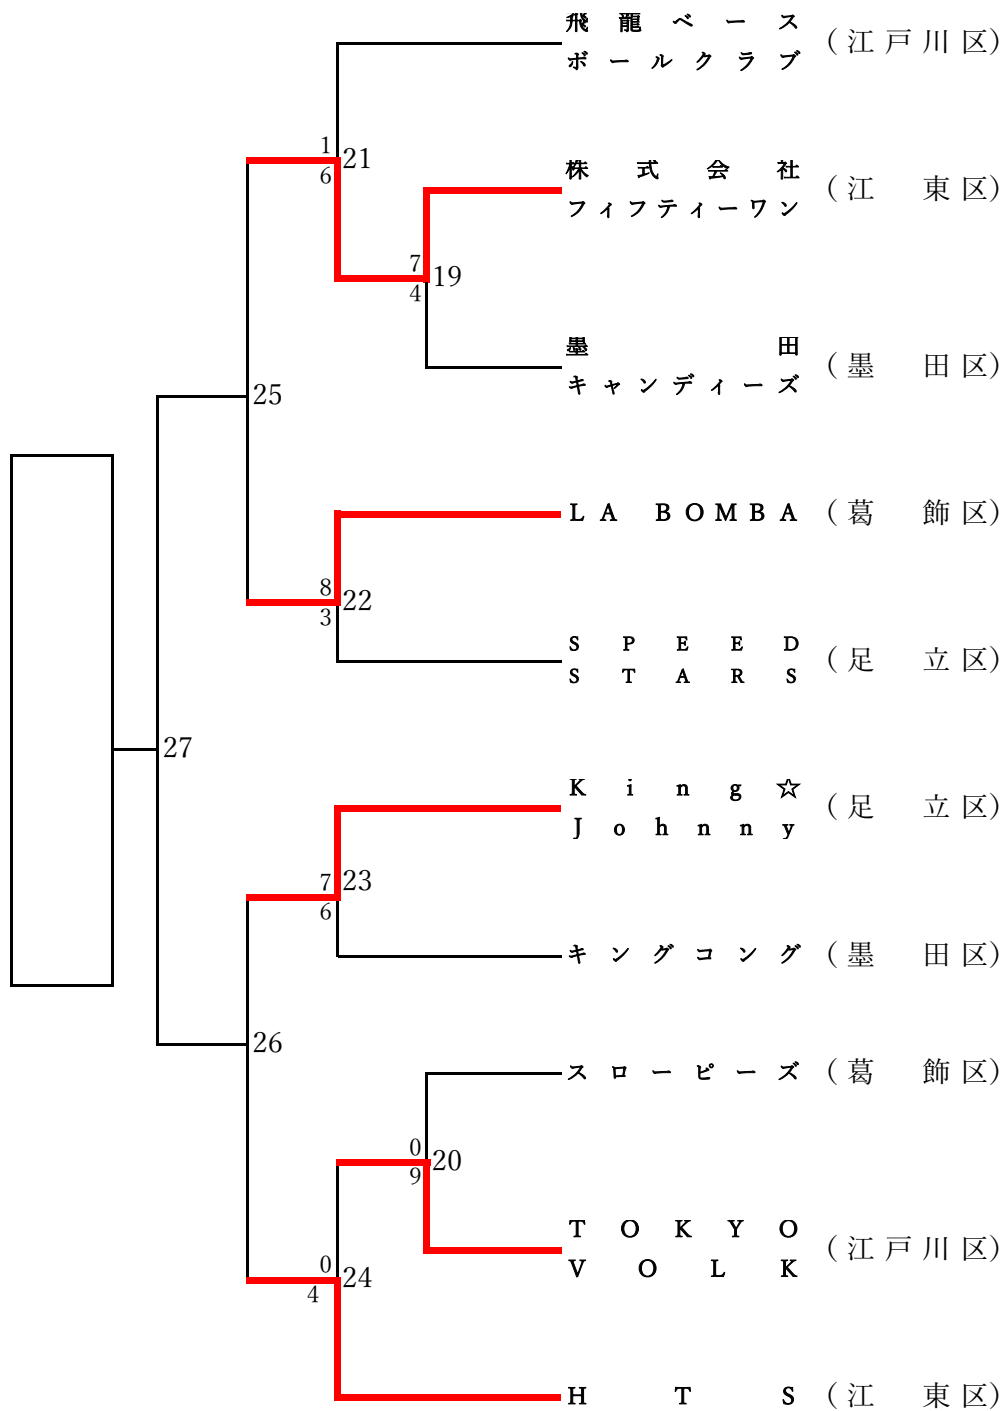 飛龍ベース
ボールクラブ
(江戸川区)
1
21
6
株式会社
フィフティーワン
(江東区)
7
19
4
墨田
キャンディーズ
(墨田区)
25
LA BOMBA
(葛飾区)
8
22
3
SPEED
STARS
(足立区)
27
King☆
Johnny
(足立区)
7
23
6
キングコング
(墨田区)
26
スローピーズ
(葛飾区)
0
20
9
TOKYO
VOLK
(江戸川区)
0
24
4
HTS
(江東区)